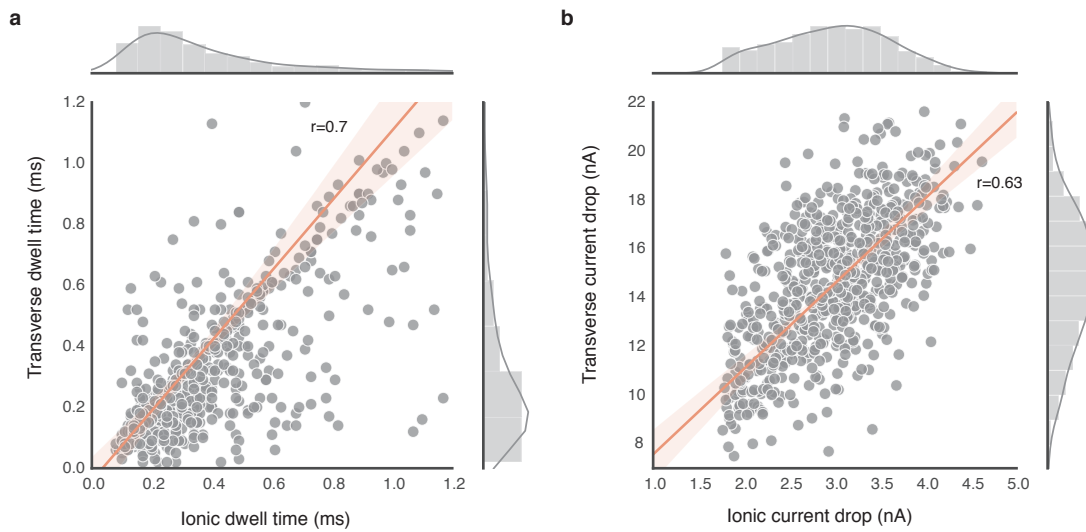 a
r=0.7
1.2
1.0
0.8
0.6
0.4
0.2
0.0
Transverse dwell time (ms)
0.0 0.2 0.4 0.6 0.8 1.0 1.2
Ionic dwell time (ms)
b
r=0.63
22
20
18
16
14
12
10
8
Transverse current drop (nA)
1.0 1.5 2.0 2.5 3.0 3.5 4.0 4.5 5.0
Ionic current drop (nA)